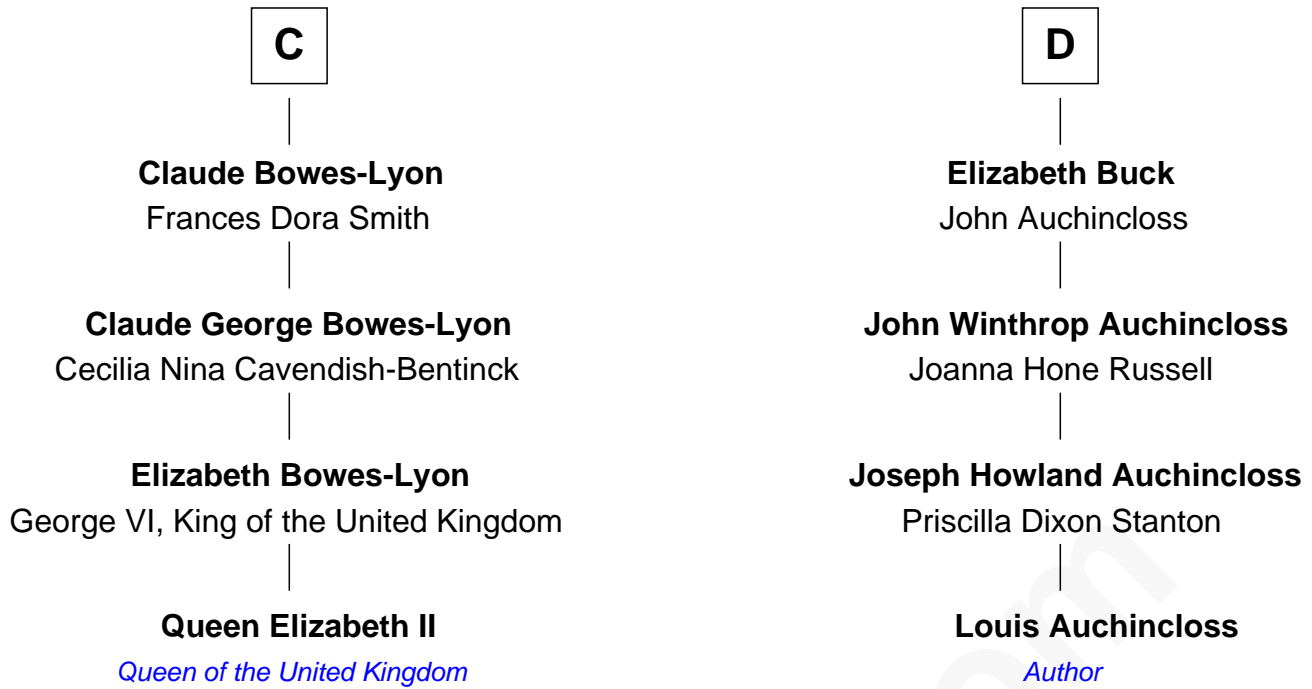 C
Claude Bowes-Lyon
Frances Dora Smith
Claude George Bowes-Lyon
Cecilia Nina Cavendish-Bentinck
Elizabeth Bowes-Lyon
George VI, King of the United Kingdom
Queen Elizabeth II
Queen of the United Kingdom
D
Elizabeth Buck
John Auchincloss
John Winthrop Auchincloss
Joanna Hone Russell
Joseph Howland Auchincloss
Priscilla Dixon Stanton
Louis Auchincloss
Author